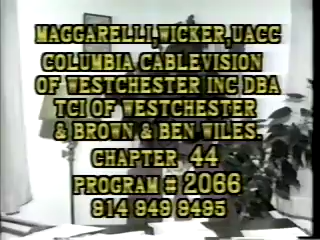 MAGGARELLI,WICKER,UACC
COLUMBIA CABLEVISION
OF WESTCHESTER INC DBA
TCI OF WESTCHESTER
& BROWN & BEN WILES.
CHAPTER 44
PROGRAM # 2066
914 949 9495